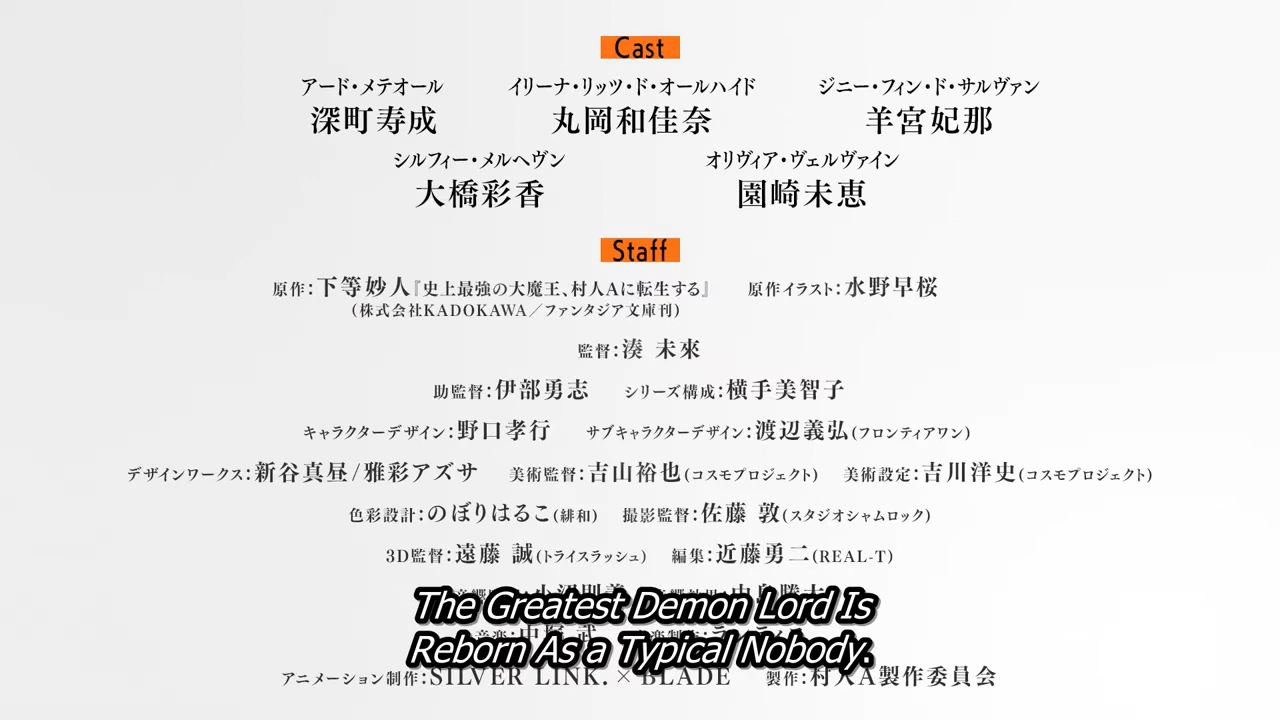 Cast
アード・メテオール イリーナ・リッツ・ド・オールハイド ジニー・フィン・ド・サルヴァン
深町寿成 丸岡和佳奈 羊宮妃那
シルフィー・メルヘヴン オリヴィア・ヴェルヴァイン
大橋彩香 園崎未恵
Staff
原作:下等妙人『史上最強の大魔王、村人Aに転生する』 原作イラスト:水野早桜
(株式会社KADOKAWA/ファンタジア文庫刊)
監督:湊 未來
助監督:伊部勇志 シリーズ構成:横手美智子
キャラクターデザイン:野口孝行 サブキャラクターデザイン:渡辺義弘(フロンティアワン)
デザインワークス:新谷真昼/雅彩アズサ 美術監督:吉山裕也(コスモプロジェクト) 美術設定:吉川洋史(コスモプロジェクト)
色彩設計:のぼりはるこ(緋和) 撮影監督:佐藤 敦(スタジオシャムロック)
3D監督:遠藤 誠(トライスラッシュ) 編集:近藤勇二(REAL-T)
The Greatest Demon Lord Is
Reborn As a Typical Nobody.
アニメーション制作:SILVER LINK.×BLADE 製作:村人A製作委員会